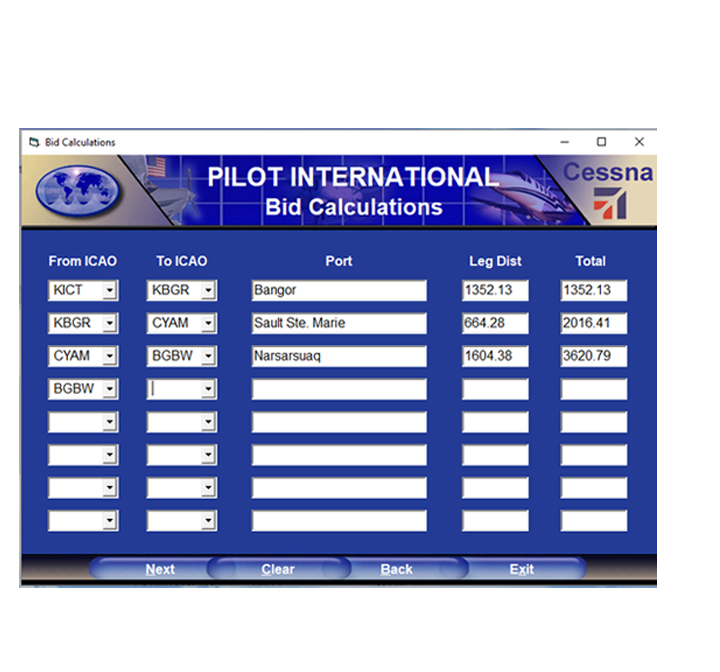 Bid Calculations
PILOT INTERNATIONAL
Bid Calculations
Cessna
From ICAO To ICAO Port Leg Dist Total
KICT KBGR Bangor 1352.13 1352.13
KBGR CYAM Sault Ste. Marie 664.28 2016.41
CYAM BGBW Narsarsuaq 1604.38 3620.79
BGBW
Next Clear Back Exit